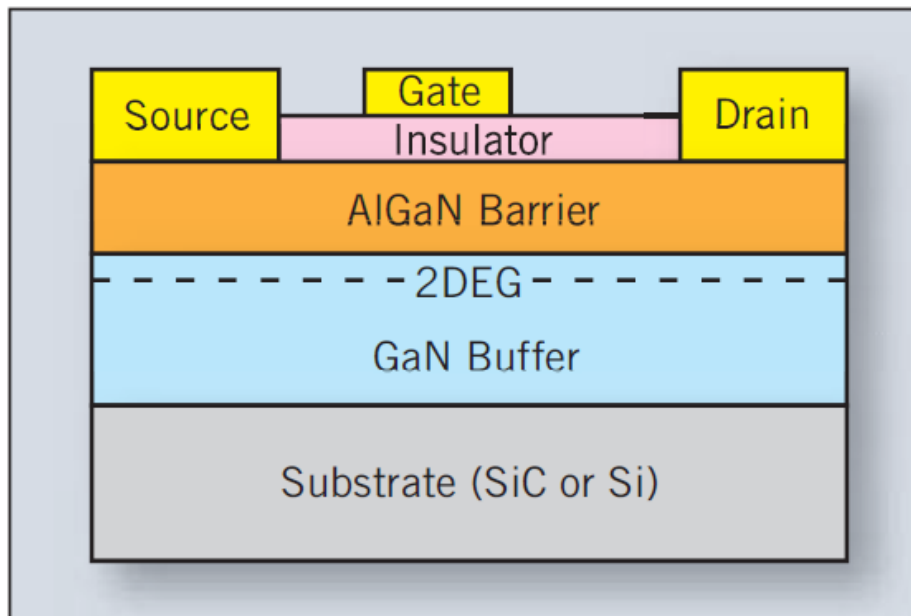 Source
Gate
Drain
Insulator
AlGaN Barrier
2DEG
GaN Buffer
Substrate (SiC or Si)